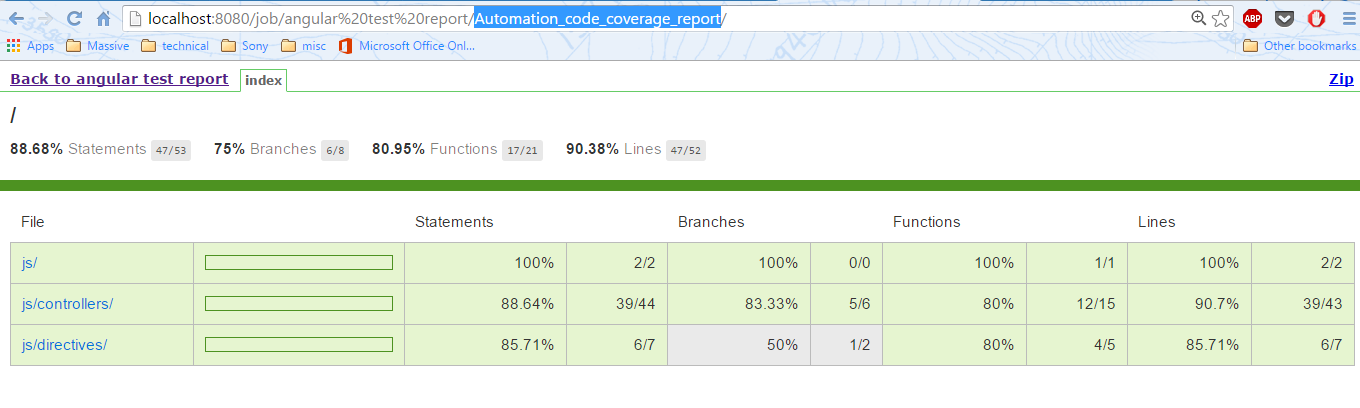 localhost:8080/job/angular%20test%20report/Automation_code_coverage_report/
ABP
Apps Massive technical Sony misc Microsoft Office Onl... Other bookmarks
Back to angular test report index Zip
/
88.68% Statements 47/53 75% Branches 6/8 80.95% Functions 17/21 90.38% Lines 47/52
File Statements Branches Functions Lines
js/ 100% 2/2 100% 0/0 100% 1/1 100% 2/2
js/controllers/ 88.64% 39/44 83.33% 5/6 80% 12/15 90.7% 39/43
js/directives/ 85.71% 6/7 50% 1/2 80% 4/5 85.71% 6/7